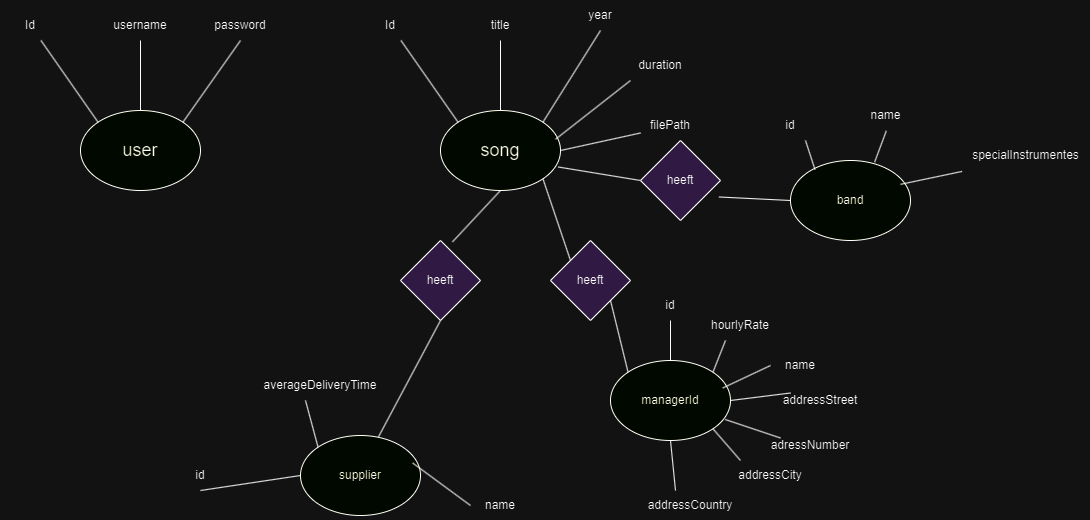 Id
username
password
user
Id
title
year
duration
filePath
song
heeft
id
name
specialInstrumentes
band
heeft
heeft
averageDeliveryTime
id
supplier
name
id
hourlyRate
name
managerId
addressStreet
adressNumber
addressCity
addressCountry